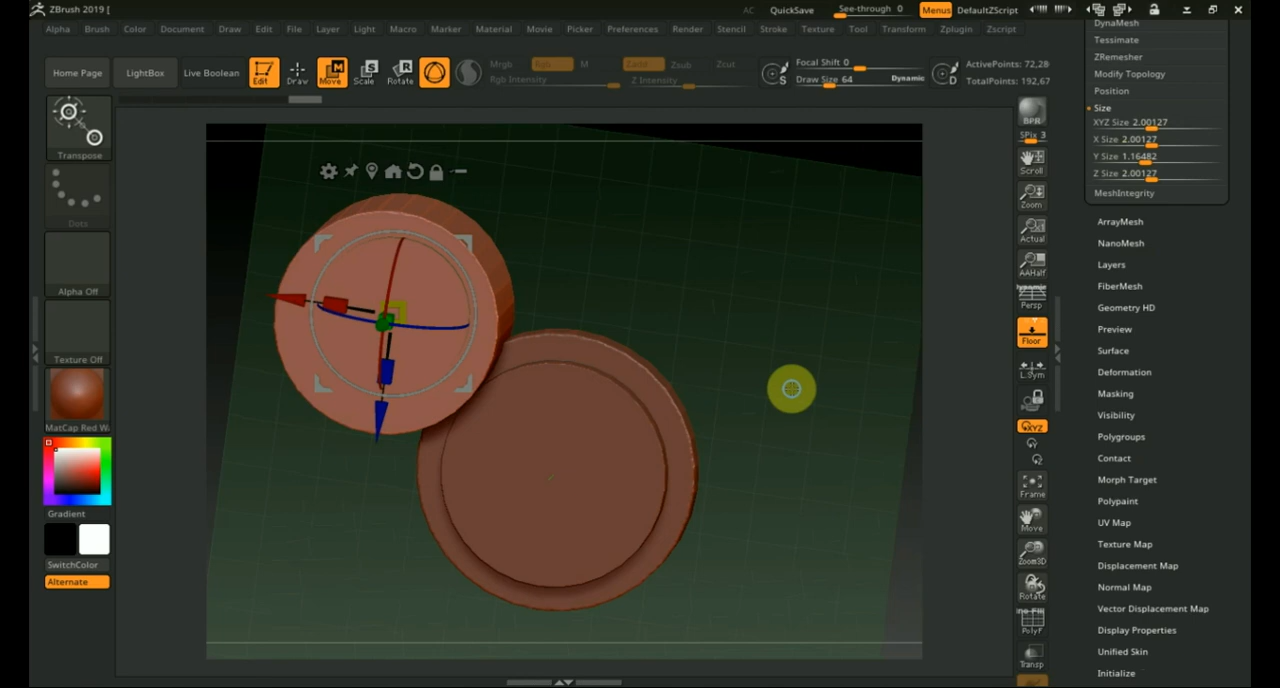 ZBrush 2019 [
AC QuickSave See-through 0 Menus DefaultZScript
Alpha Brush Color Document Draw Edit File Layer Light Macro Marker Material Movie Picker Preferences Render Stencil Stroke Texture Tool Transform Zplugin Zscript
Home Page LightBox Live Boolean Edit Draw Move Scale Rotate
Mrgb Rgb M Zadd Zsub Zcut
Rgb Intensity Z Intensity
Focal Shift 0
Draw Size 64 Dynamic
ActivePoints: 72,28
TotalPoints: 192,67
Transpose
Dots
Alpha Off
Texture Off
MatCap Red W
Gradient
SwitchColor
Alternate
BPR
SPix 3
Scroll
Zoom
Actual
AAHalf
Dynamic
Persp
Floor
L.Sym
XYZ
Frame
Move
Zoom3D
Rotate
PolyF
Transp
DynaMesh
Tessimate
ZRemesher
Modify Topology
Position
Size
XYZ Size 2.00127
X Size 2.00127
Y Size 1.16482
Z Size 2.00127
MeshIntegrity
ArrayMesh
NanoMesh
Layers
FiberMesh
Geometry HD
Preview
Surface
Deformation
Masking
Visibility
Polygroups
Contact
Morph Target
Polypaint
UV Map
Texture Map
Displacement Map
Normal Map
Vector Displacement Map
Display Properties
Unified Skin
Initialize